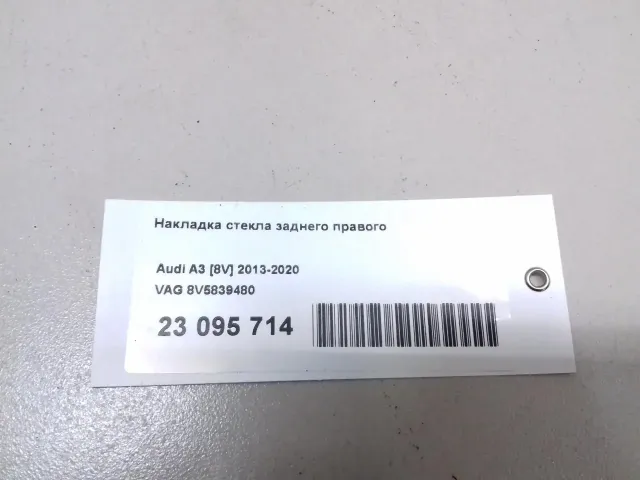 Накладка стекла заднего правого
Audi A3 [8V] 2013-2020
VAG 8V5839480
23 095 714